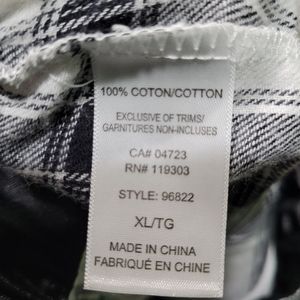 100% COTON/COTTON
EXCLUSIVE OF TRIMS/
GARNITURES NON-INCLUSES
CA# 04723
RN# 119303
STYLE: 96822
XL/TG
MADE IN CHINA
FABRIQUÉ EN CHINE